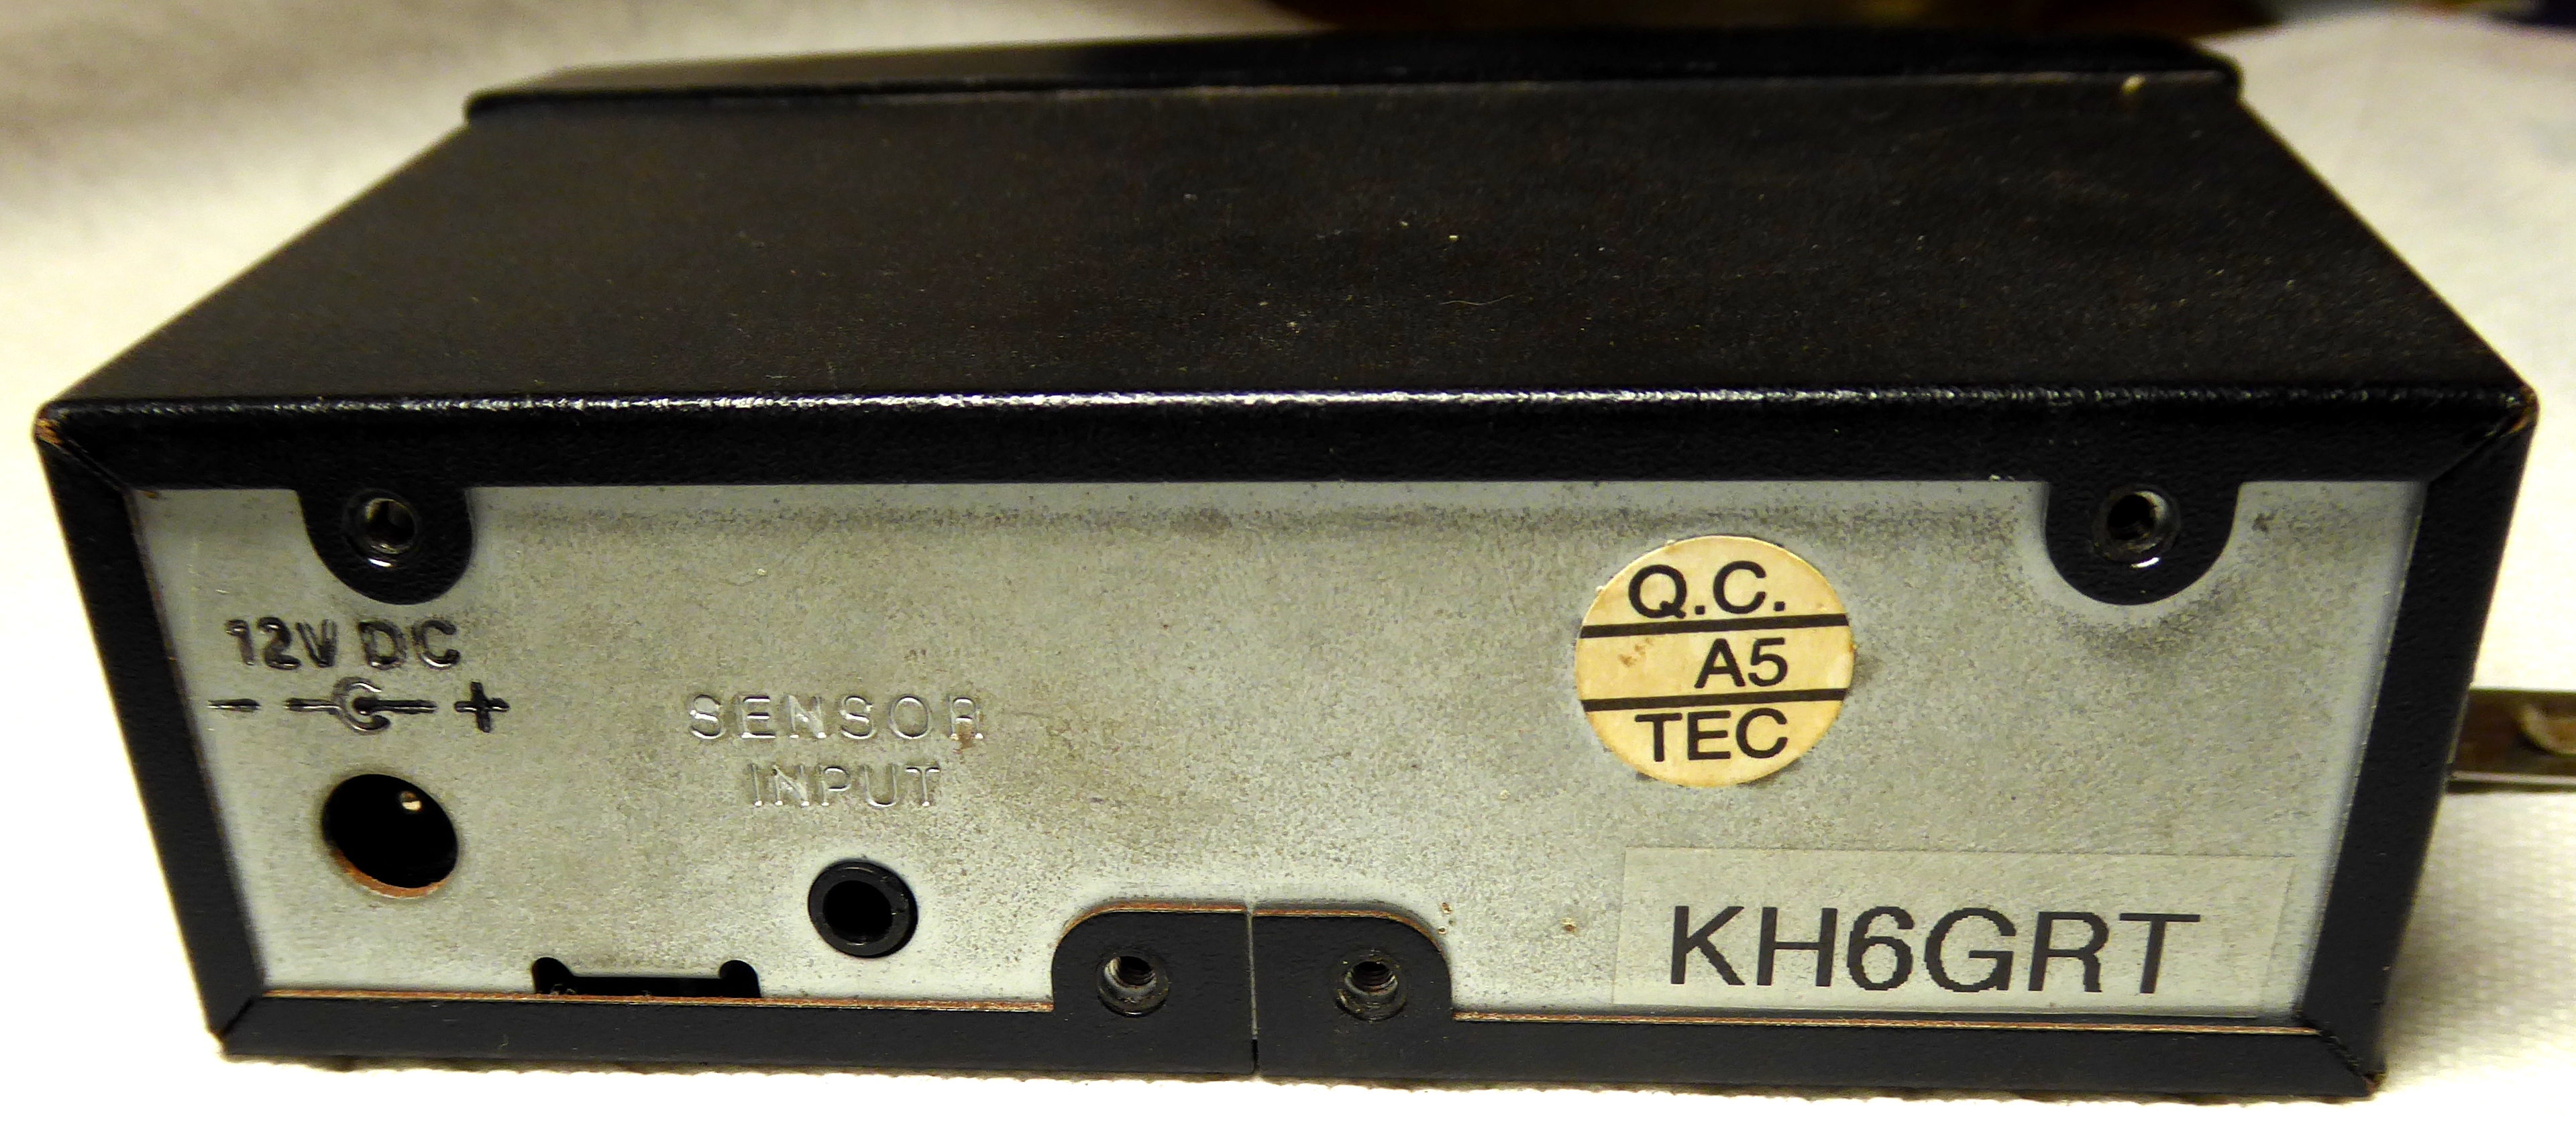 12V DC
- +
SENSOR
INPUT
Q.C.
A5
TEC
KH6GRT